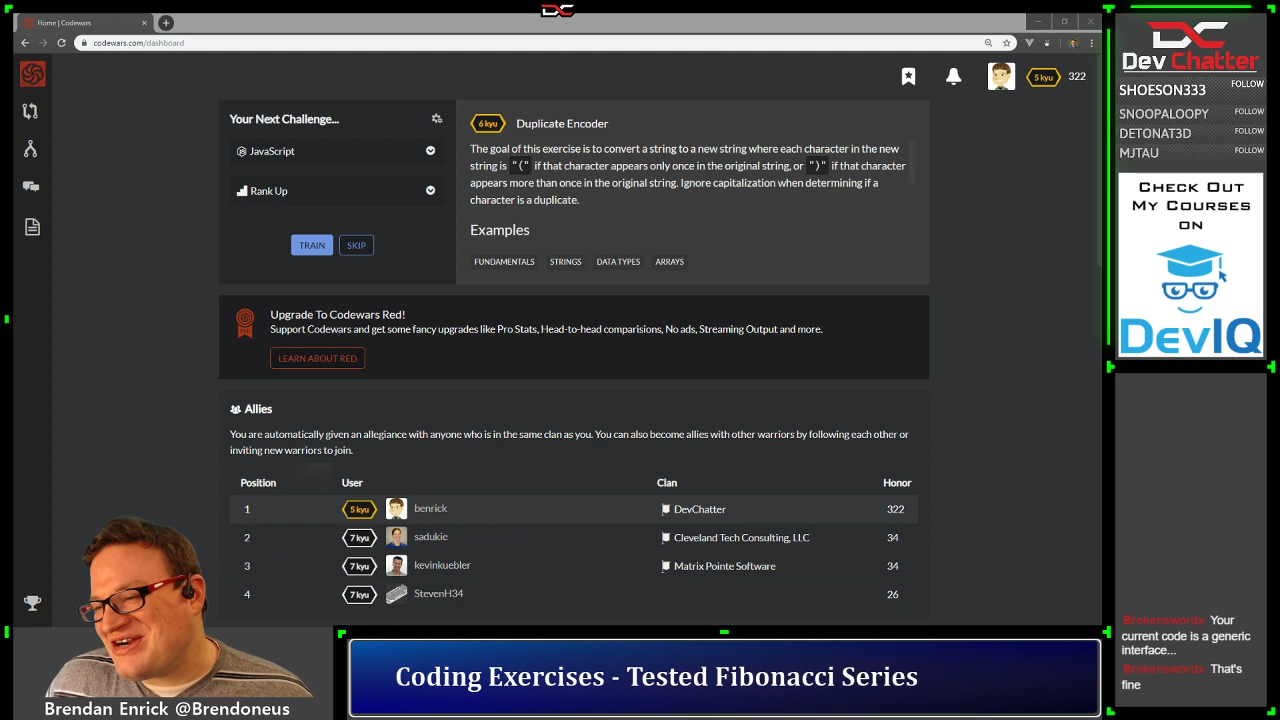 DC
Home | Codewars
codewars.com/dashboard
5 kyu 322
Your Next Challenge...
JavaScript
Rank Up
TRAIN SKIP
6 kyu Duplicate Encoder
The goal of this exercise is to convert a string to a new string where each character in the new
string is "(" if that character appears only once in the original string, or ")" if that character
appears more than once in the original string. Ignore capitalization when determining if a
character is a duplicate.
Examples
FUNDAMENTALS STRINGS DATA TYPES ARRAYS
Upgrade To Codewars Red!
Support Codewars and get some fancy upgrades like Pro Stats, Head-to-head comparisions, No ads, Streaming Output and more.
LEARN ABOUT RED
Allies
You are automatically given an allegiance with anyone who is in the same clan as you. You can also become allies with other warriors by following each other or
inviting new warriors to join.
Position User Clan Honor
1 5 kyu benrick DevChatter 322
2 7 kyu sadukie Cleveland Tech Consulting, LLC 34
3 7 kyu kevinkuebler Matrix Pointe Software 34
4 7 kyu StevenH34 26
Coding Exercises - Tested Fibonacci Series
Brendan Enrick @Brendoneus
DC
Dev Chatter
SHOESON333 FOLLOW
SNOOPALOOPY FOLLOW
DETONAT3D FOLLOW
MJTAU FOLLOW
CHECK OUT
MY COURSES
ON
DevIQ
Brokenswordx Your
current code is a generic
interface...
Brokenswordx That's
fine